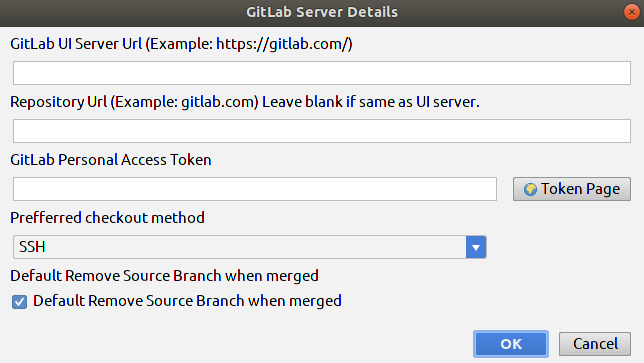 GitLab Server Details
GitLab UI Server Url (Example: https://gitlab.com/)
Repository Url (Example: gitlab.com) Leave blank if same as UI server.
GitLab Personal Access Token
Token Page
Prefferred checkout method
SSH
Default Remove Source Branch when merged
Default Remove Source Branch when merged
OK Cancel